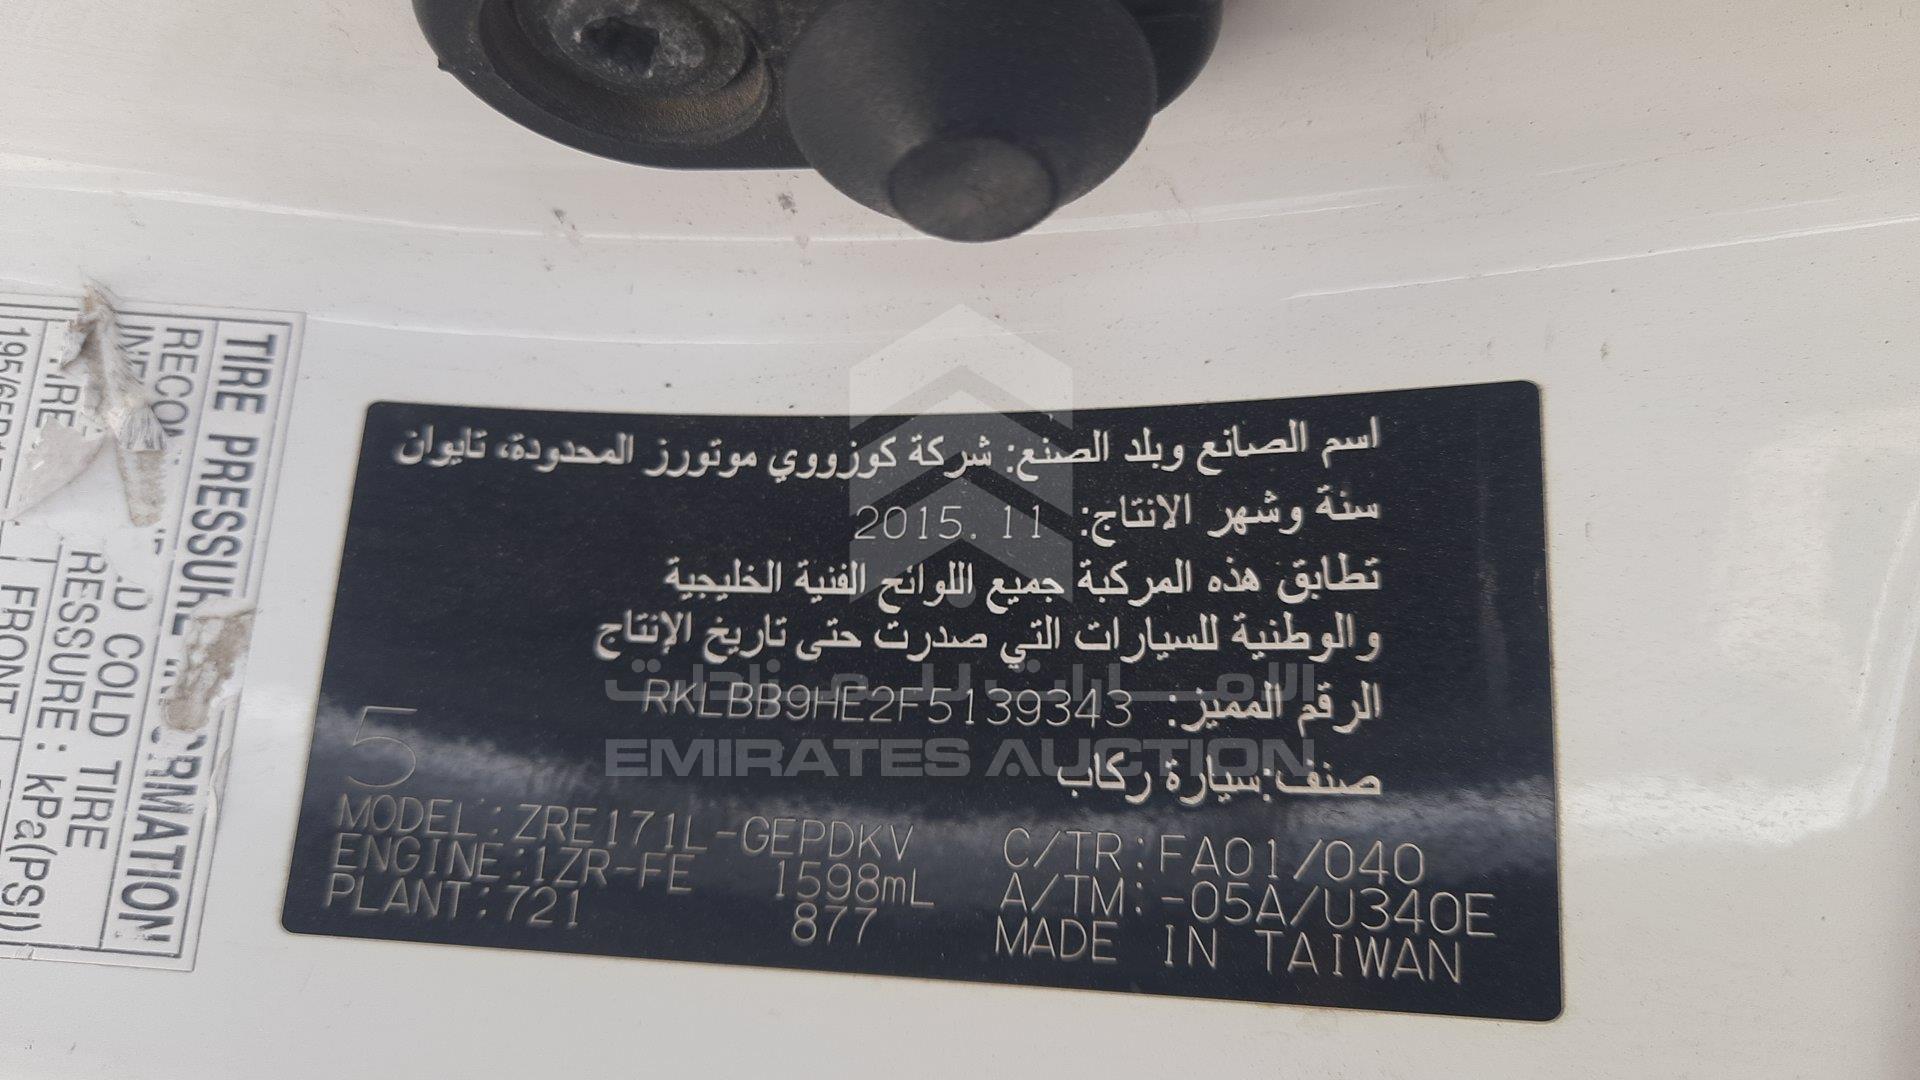 اسم الصانع وبلد الصنع: شركة كوزووي موتورز المحدودة، تايوان
سنة وشهر الانتاج: 2015.11
تطابق هذه المركبة جميع اللوائح الفنية الخليجية
والوطنية للسيارات التي صدرت حتى تاريخ الإنتاج
الرقم المميز: RKLBB9HE2F5139343
صنف:سيارة ركاب
5
MODEL:ZRE171L-GEPDKV C/TR:FA01/040
ENGINE:1ZR-FE 1598mL A/TM:-05A/U340E
PLANT:721 877 MADE IN TAIWAN
الإمارات للمزادات
EMIRATES AUCTION
TIRE PRESSURE
COLD TIRE
RESSURE : kPa(PSI)
FRONT